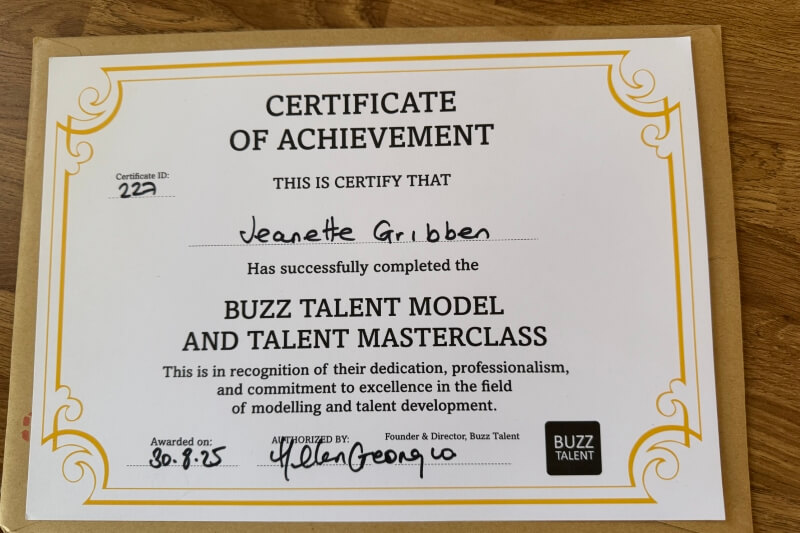 CERTIFICATE
OF ACHIEVEMENT
Certificate ID:
227
THIS IS CERTIFY THAT
Jeanette Gribben
Has successfully completed the
BUZZ TALENT MODEL
AND TALENT MASTERCLASS
This is in recognition of their dedication, professionalism,
and commitment to excellence in the field
of modelling and talent development.
Awarded on:
30.8.25
AUTHORIZED BY:
Founder & Director, Buzz Talent
Helen Georgiou
BUZZ
TALENT